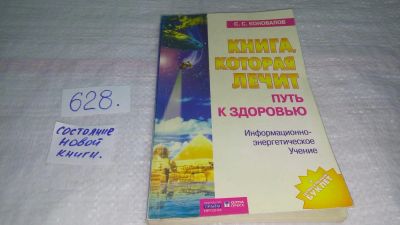 628.
состояние
новой
книги.
С. С. КОНОВАЛОВ
КНИГА,
КОТОРАЯ
ЛЕЧИТ
ПУТЬ
К ЗДОРОВЬЮ
Информационно-
энергетическое
Учение
БУКЛЕТ